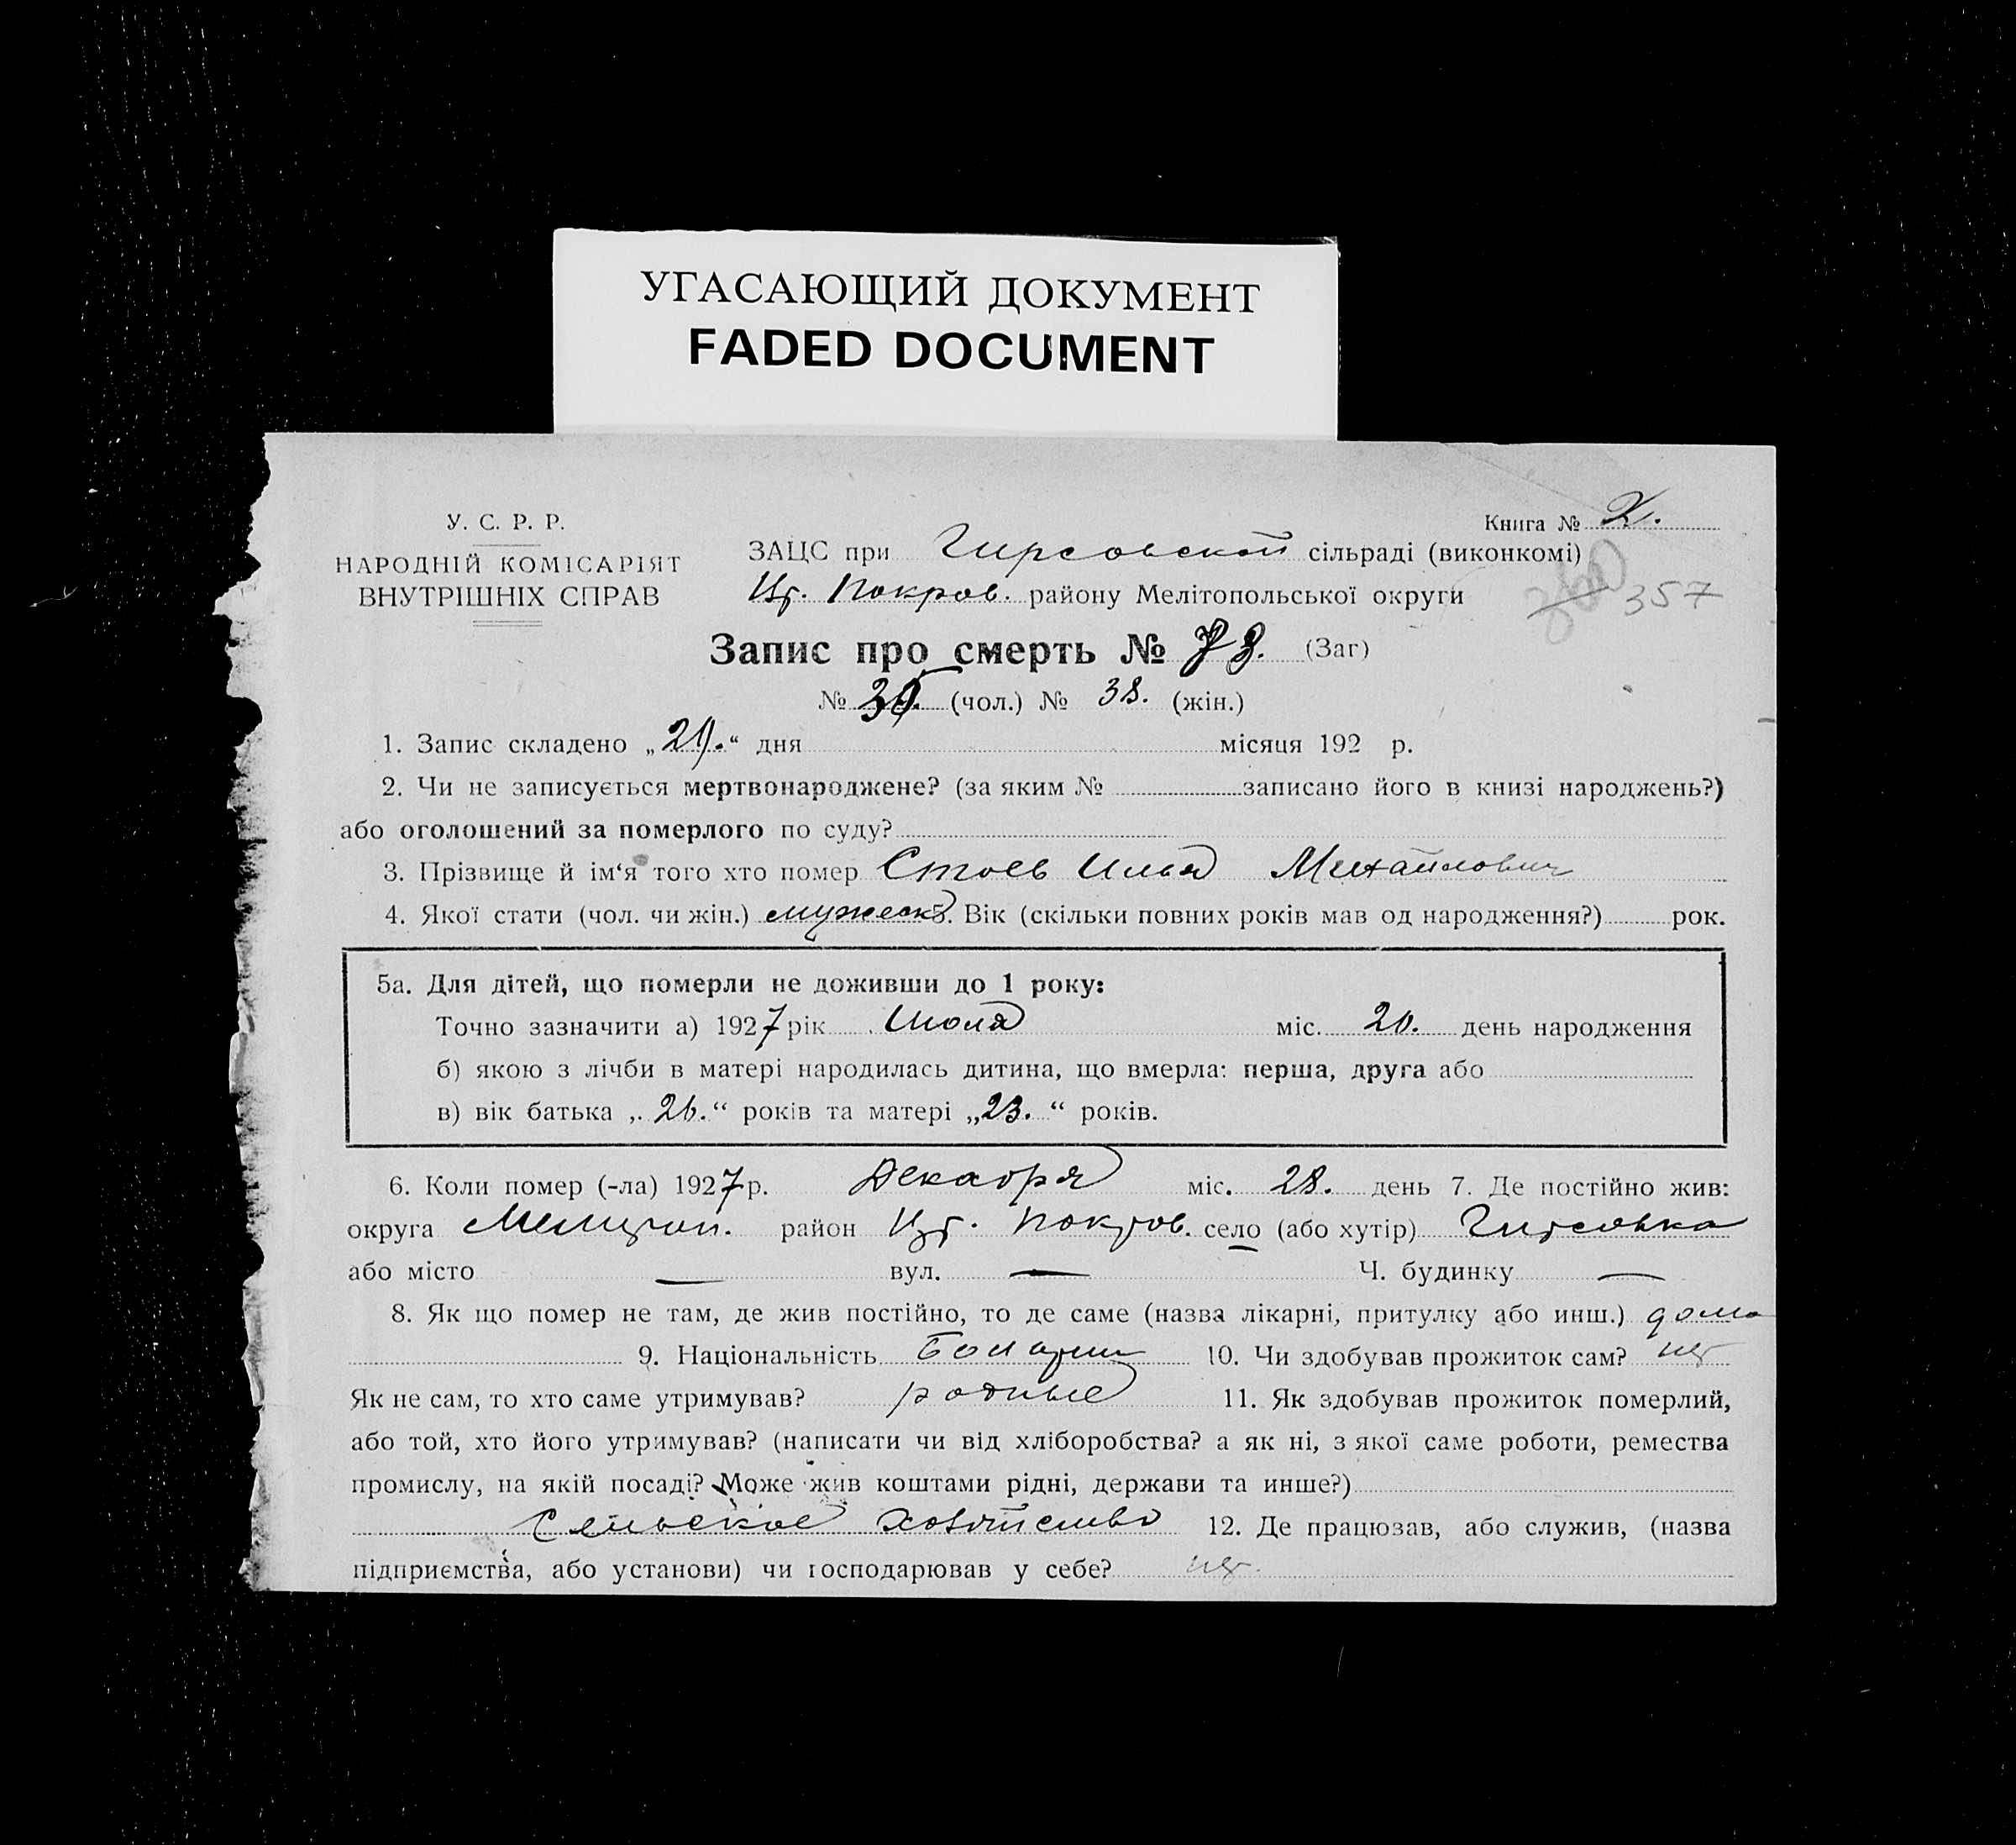 УГАСАЮЩИЙ ДОКУМЕНТ
FADED DOCUMENT
У. С. Р. Р.
НАРОДНІЙ КОМІСАРІЯТ
ВНУТРІШНІХ СПРАВ
Книга № 2.
ЗАЦС при Гирсовской сільраді (виконкомі)
Цг. Покров. району Мелітопольської округи
357
Запис про смерть № 73. (Заг)
№ 35. (чол.) № 38. (жін.)
1. Запис складено „29.“ дня місяця 192 р.
2. Чи не записується мертвонароджене? (за яким № записано його в книзі народжень?)
або оголошений за померлого по суду?
3. Прізвище й ім‘я того хто помер Стоев Илья Михайлович
4. Якої стати (чол. чи жін.) мужеск 5. Вік (скільки повних років мав од народження?) рок.
5а. Для дітей, що померли не доживши до 1 року:
Точно зазначити а) 1927 рік Июля міс. 20. день народження
б) якою з лічби в матері народилась дитина, що вмерла: перша, друга або
в) вік батька „26.“ років та матері „23.“ років.
6. Коли помер (-ла) 1927 р. Декабря міс. 28. день 7. Де постійно жив:
округа Мелитоп. район Цг. Покров. село (або хутір) Гирсовка
або місто — вул. — Ч. будинку —
8. Як що помер не там, де жив постійно, то де саме (назва лікарні, притулку або инш.) дома
9. Національність Болгарин 10. Чи здобував прожиток сам? нет
Як не сам, то хто саме утримував? родные 11. Як здобував прожиток померлий,
або той, хто його утримував? (написати чи від хліборобства? а як ні, з якої саме роботи, ремества
промислу, на якій посаді? Може жив коштами рідні, держави та инше?)
Сельское хозяйство 12. Де працював, або служив, (назва
підприємства, або установи) чи господарював у себе? нет.